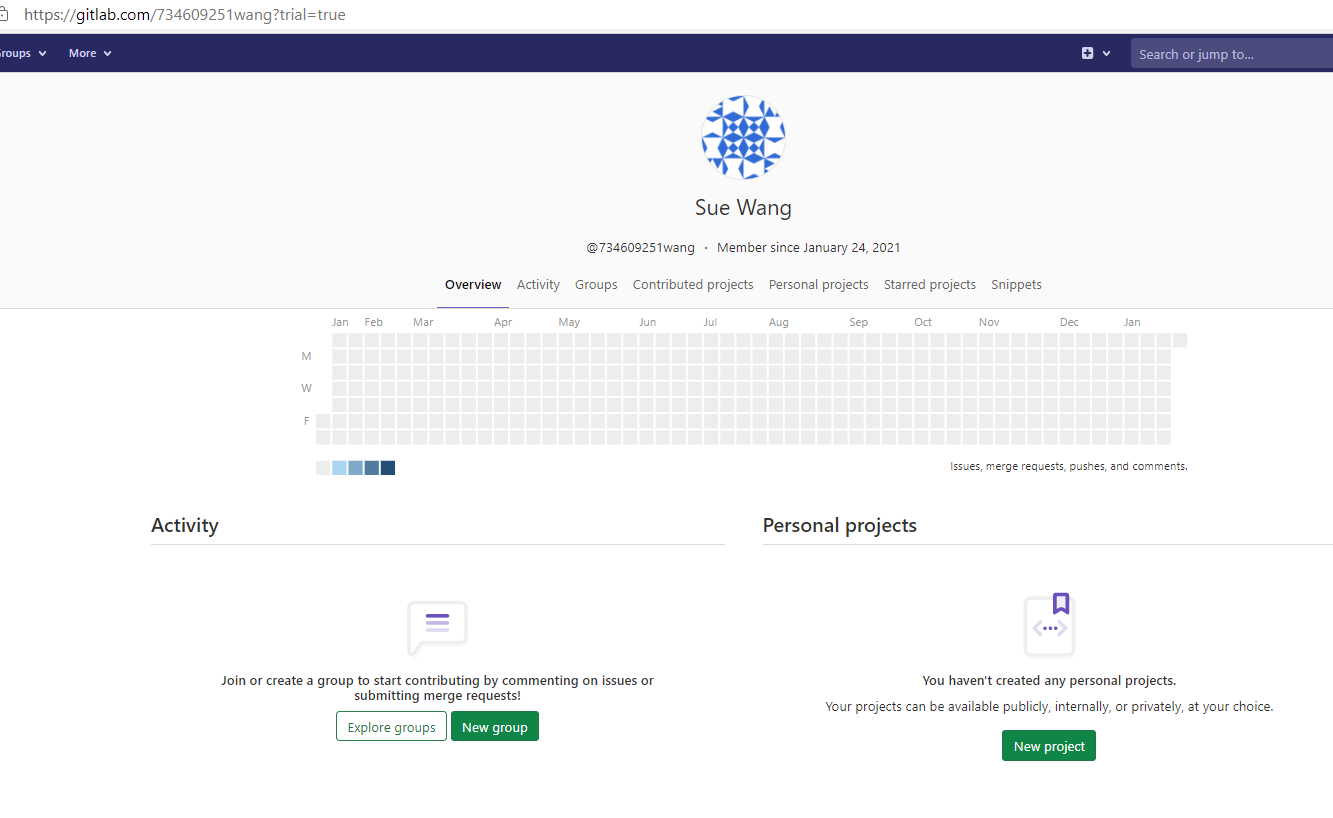 https://gitlab.com/734609251wang?trial=true
roups More Search or jump to...
Sue Wang
@734609251wang · Member since January 24, 2021
Overview Activity Groups Contributed projects Personal projects Starred projects Snippets
Jan Feb Mar Apr May Jun Jul Aug Sep Oct Nov Dec Jan
M
W
F
Issues, merge requests, pushes, and comments.
Activity
Join or create a group to start contributing by commenting on issues or
submitting merge requests!
Explore groups New group
Personal projects
You haven't created any personal projects.
Your projects can be available publicly, internally, or privately, at your choice.
New project